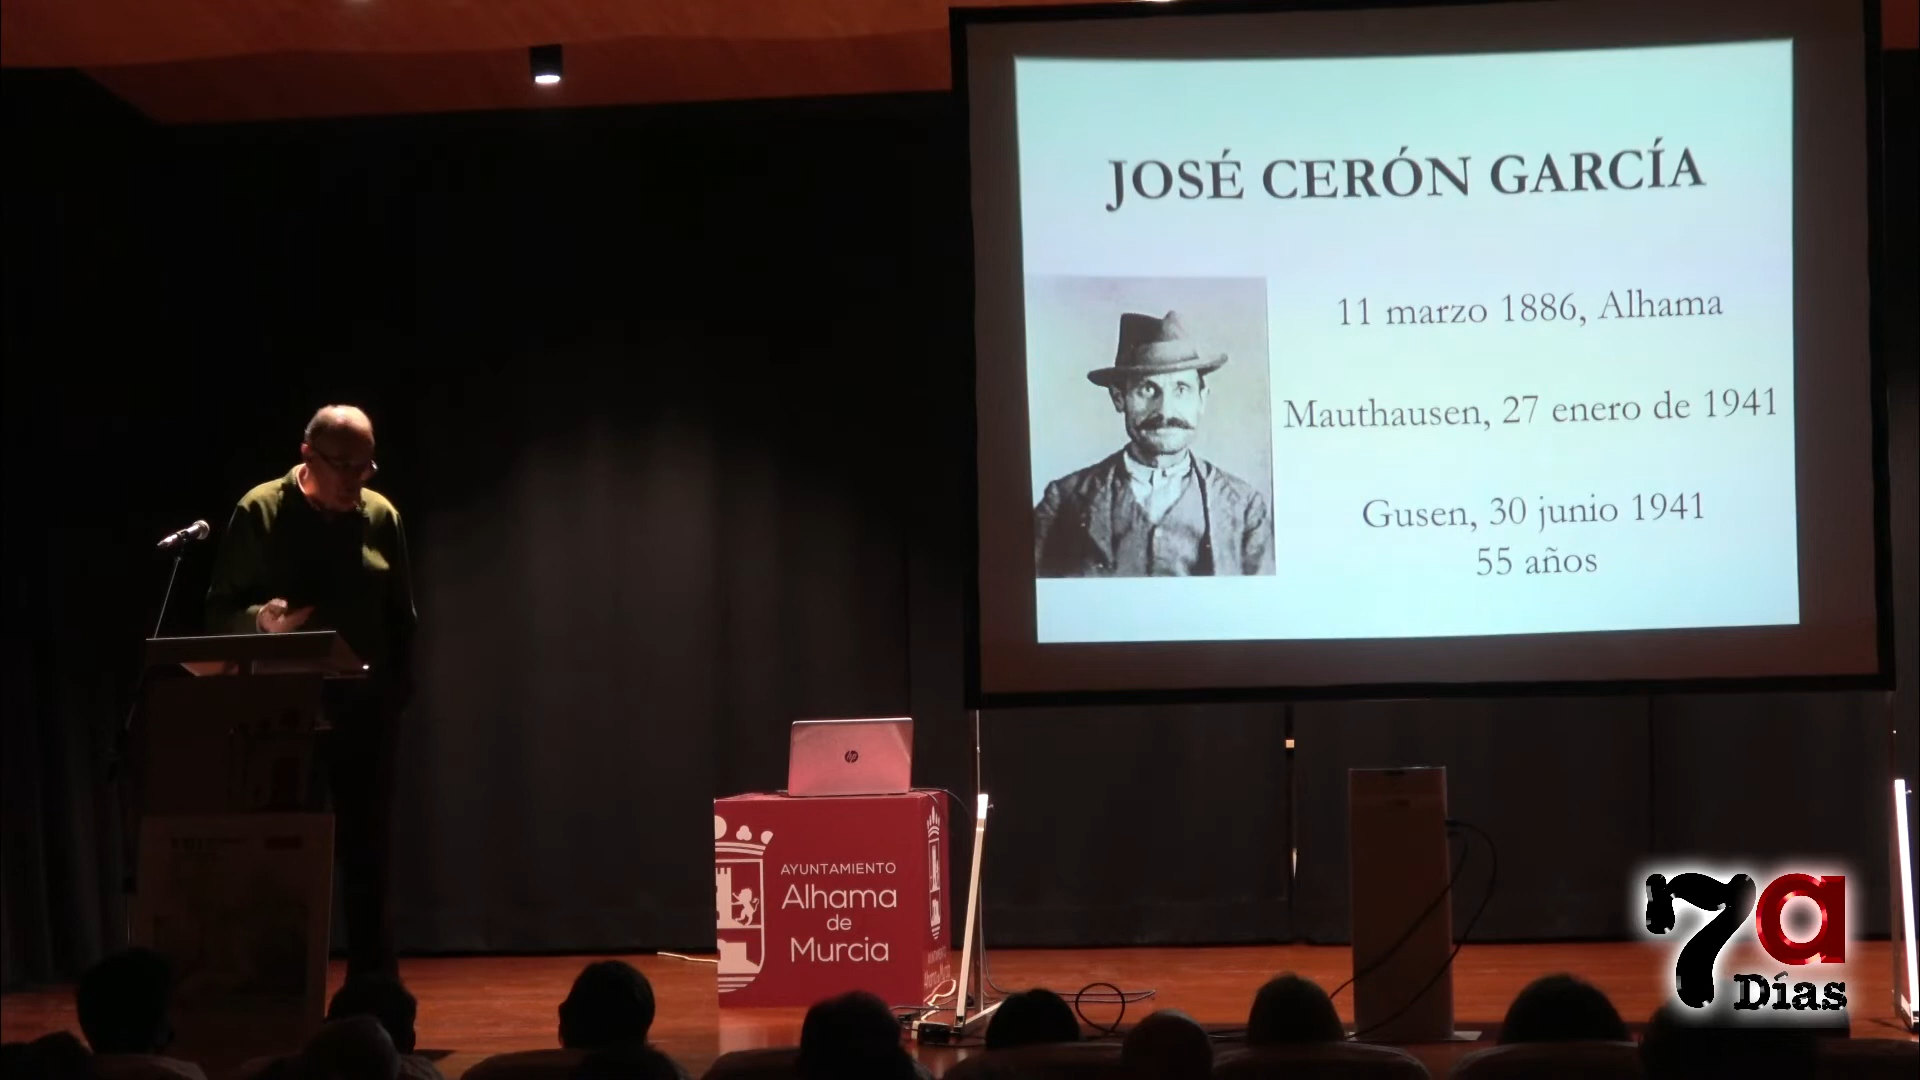 JOSÉ CERÓN GARCÍA
11 marzo 1886, Alhama
Mauthausen, 27 enero de 1941
Gusen, 30 junio 1941
55 años
hp
AYUNTAMIENTO
Alhama
de
Murcia
7a
Días